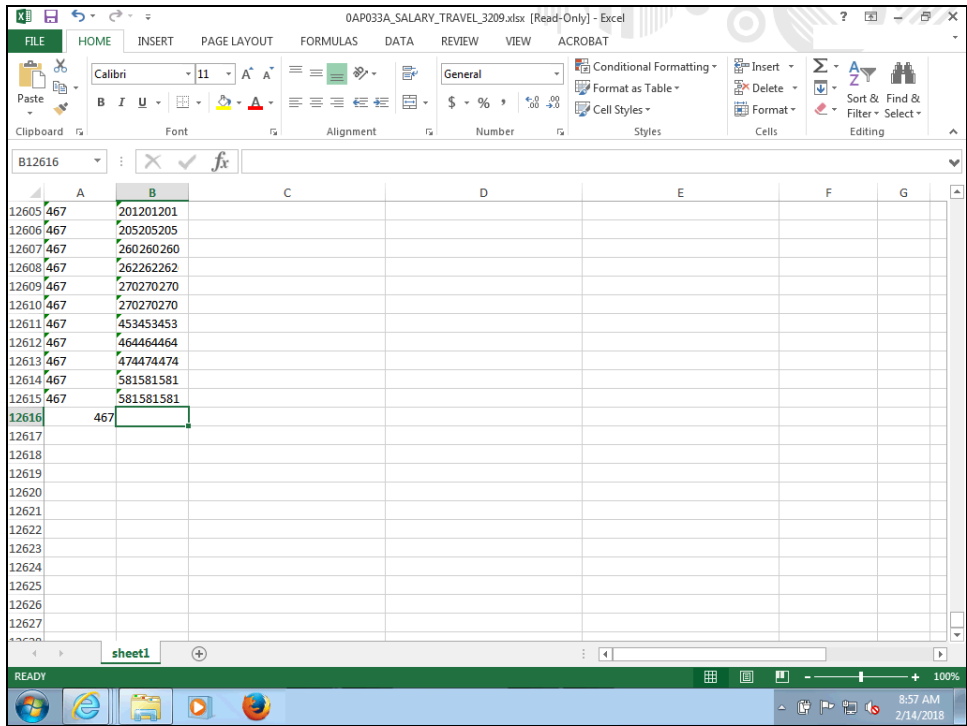 0AP033A_SALARY_TRAVEL_3209.xlsx [Read-Only] - Excel
FILE HOME INSERT PAGE LAYOUT FORMULAS DATA REVIEW VIEW ACROBAT
Paste
Calibri 11 A A
B I U A
General
$ % , .0 .00 .00 .0
Conditional Formatting
Format as Table
Cell Styles
Insert
Delete
Format
Sort & Filter
Find & Select
Clipboard Font Alignment Number Styles Cells Editing
B12616 fx
A B C D E F G
12605 467 201201201
12606 467 205205205
12607 467 260260260
12608 467 262262262
12609 467 270270270
12610 467 270270270
12611 467 453453453
12612 467 464464464
12613 467 474474474
12614 467 581581581
12615 467 581581581
12616 467
12617
12618
12619
12620
12621
12622
12623
12624
12625
12626
12627
sheet1
READY 100%
8:57 AM
2/14/2018